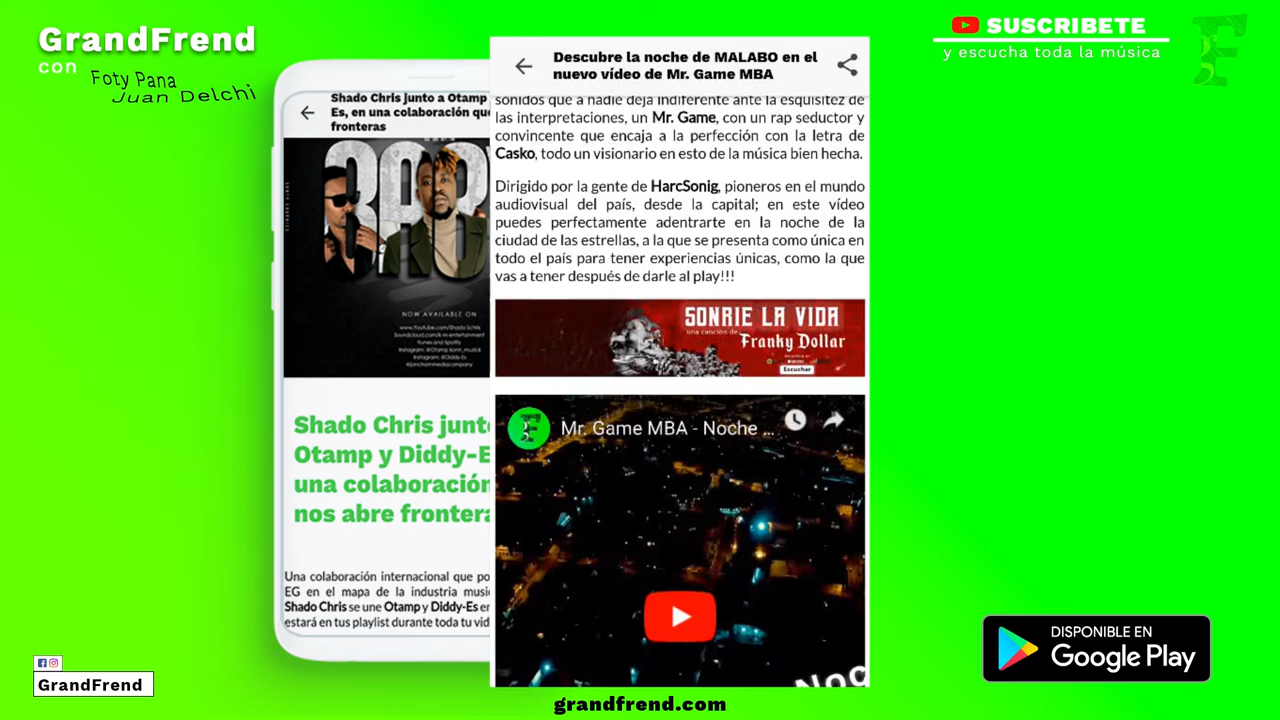 GrandFrend
con
Foty Pana
Juan Delchi
SUSCRIBETE
y escucha toda la música
Shado Chris junto a Otamp
Es, en una colaboración que
fronteras
NOW AVAILABLE ON
Shado Chris junto
Otamp y Diddy-E
una colaboración
nos abre frontera
Una colaboración internacional que po
EG en el mapa de la industria music
Shado Chris se une Otamp y Diddy-Es en
estará en tus playlist durante toda tu vid
Descubre la noche de MALABO en el
nuevo vídeo de Mr. Game MBA
sonidos que a nadie deja indiferente ante la esquisitez de
las interpretaciones, un Mr. Game, con un rap seductor y
convincente que encaja a la perfección con la letra de
Casko, todo un visionario en esto de la música bien hecha.
Dirigido por la gente de HarcSonig, pioneros en el mundo
audiovisual del país, desde la capital; en este vídeo
puedes perfectamente adentrarte en la noche de la
ciudad de las estrellas, a la que se presenta como única en
todo el país para tener experiencias únicas, como la que
vas a tener después de darle al play!!!
SONRIE LA VIDA
una canción de
Franky Dollar
Escuchar
Mr. Game MBA - Noche ...
Noc
DISPONIBLE EN
Google Play
GrandFrend
grandfrend.com